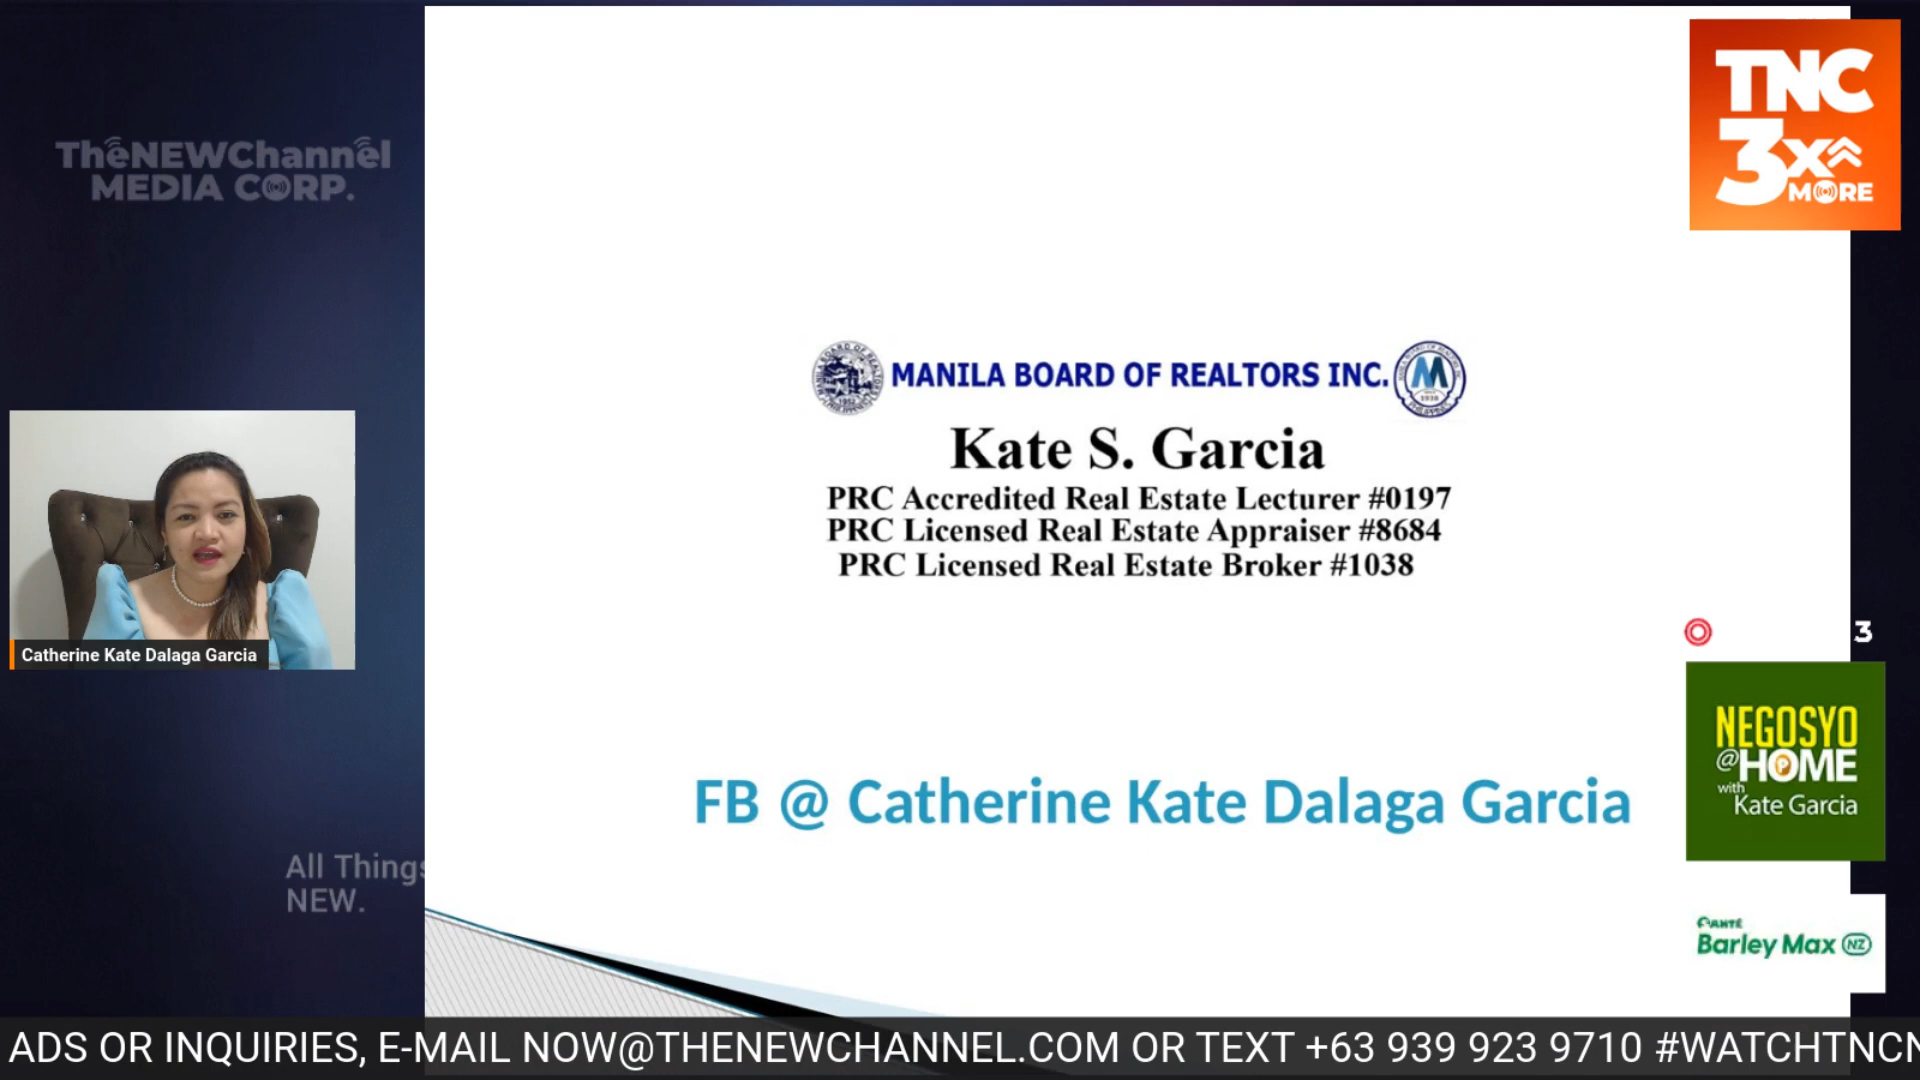 TheNEWChannel
MEDIA CORP.
TNC
3x
MORE
MANILA BOARD OF REALTORS INC.
Kate S. Garcia
PRC Accredited Real Estate Lecturer #0197
PRC Licensed Real Estate Appraiser #8684
PRC Licensed Real Estate Broker #1038
Catherine Kate Dalaga Garcia
3
NEGOSYO
@HOME
with
Kate Garcia
FB @ Catherine Kate Dalaga Garcia
All Things
NEW.
Barley Max NZ
ADS OR INQUIRIES, E-MAIL NOW@THENEWCHANNEL.COM OR TEXT +63 939 923 9710 #WATCHTNCN